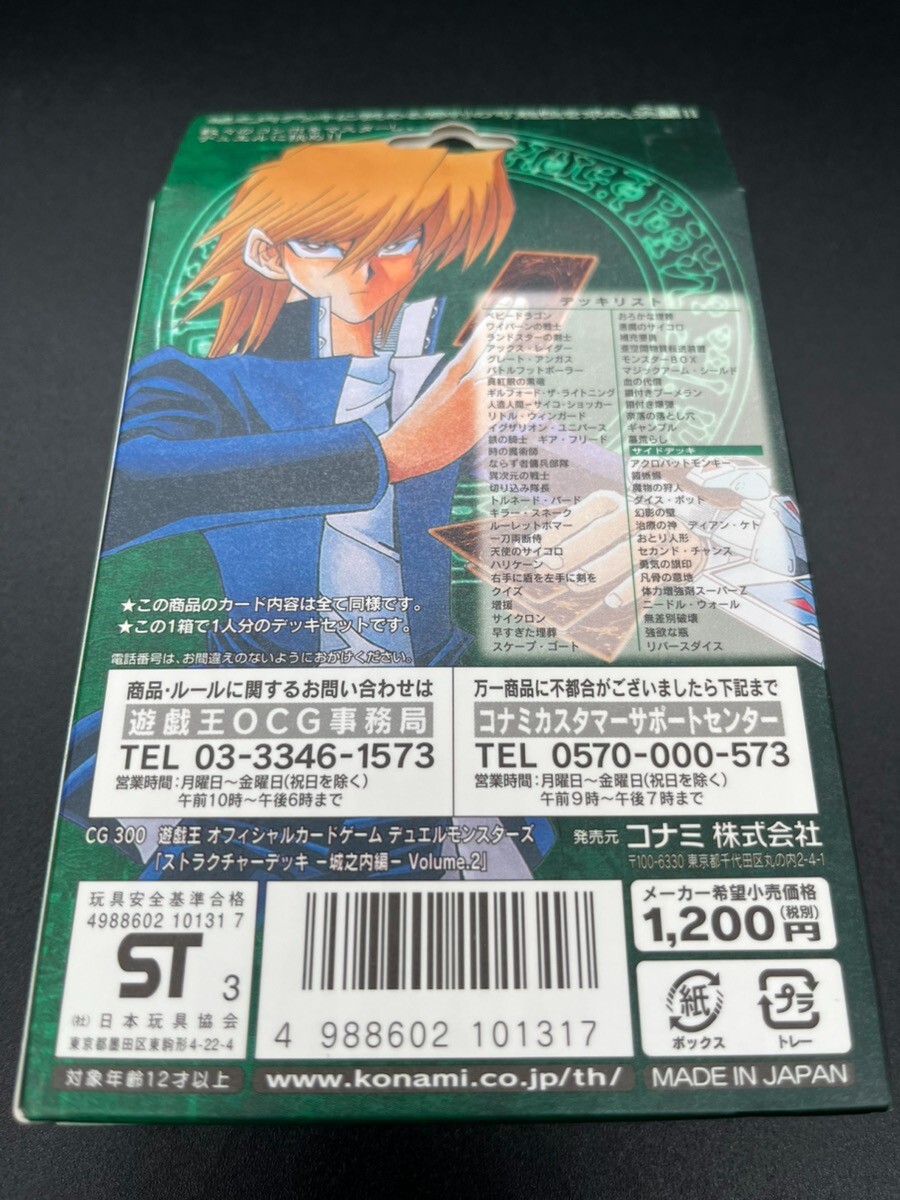 デュエルに挑め!!
デッキリスト
ベビードラゴン
ワイバーンの戦士
ランドスターの剣士
アックス・レイダー
グレート・アンガス
バトルフットボーラー
真紅眼の黒竜
ギルフォード・ザ・ライトニング
人造人間-サイコ・ショッカー
リトル・ウィンガード
イグザリオン・ユニバース
鉄の騎士 ギア・フリード
時の魔術師
ならず者傭兵部隊
異次元の戦士
切り込み隊長
トルネード・バード
キラー・スネーク
ルーレットボマー
一刀両断侍
天使のサイコロ
ハリケーン
右手に盾を左手に剣を
クイズ
増援
サイクロン
早すぎた埋葬
スケープ・ゴート
おろかな埋葬
悪魔のサイコロ
補充要員
亜空間物質転送装置
モンスターBOX
マジックアーム・シールド
血の代償
鎖付きブーメラン
鎖付き爆弾
奈落の落とし穴
ギャンブル
墓荒らし
サイドデッキ
アクロバットモンキー
魔物の狩人
ダイス・ポット
幻影の壁
治療の神 ディアン・ケト
おとり人形
セカンド・チャンス
勇気の旗印
凡骨の意地
体力増強剤スーパーZ
ニードル・ウォール
無差別破壊
強欲な瓶
リバースダイス
★この商品のカード内容は全て同様です。
★この1箱で1人分のデッキセットです。
電話番号は、お間違えのないようにおかけください。
商品・ルールに関するお問い合わせは
遊戯王OCG事務局
TEL 03-3346-1573
営業時間:月曜日～金曜日(祝日を除く)
午前10時～午後6時まで
万一商品に不都合がございましたら下記まで
コナミカスタマーサポートセンター
TEL 0570-000-573
営業時間:月曜日～金曜日(祝日を除く)
午前9時～午後7時まで
CG 300 遊戯王 オフィシャルカードゲーム デュエルモンスターズ
「ストラクチャーデッキ -城之内編- Volume.2」
発売元 コナミ 株式会社
〒100-6330 東京都千代田区丸の内2-4-1
玩具安全基準合格
4988602 10131 7
ST 3
(社)日本玩具協会
東京都墨田区東駒形4-22-4
対象年齢12才以上
4 988602 101317
www.konami.co.jp/th/
メーカー希望小売価格
1,200円(税別)
紙
ボックス
プラ
トレー
MADE IN JAPAN